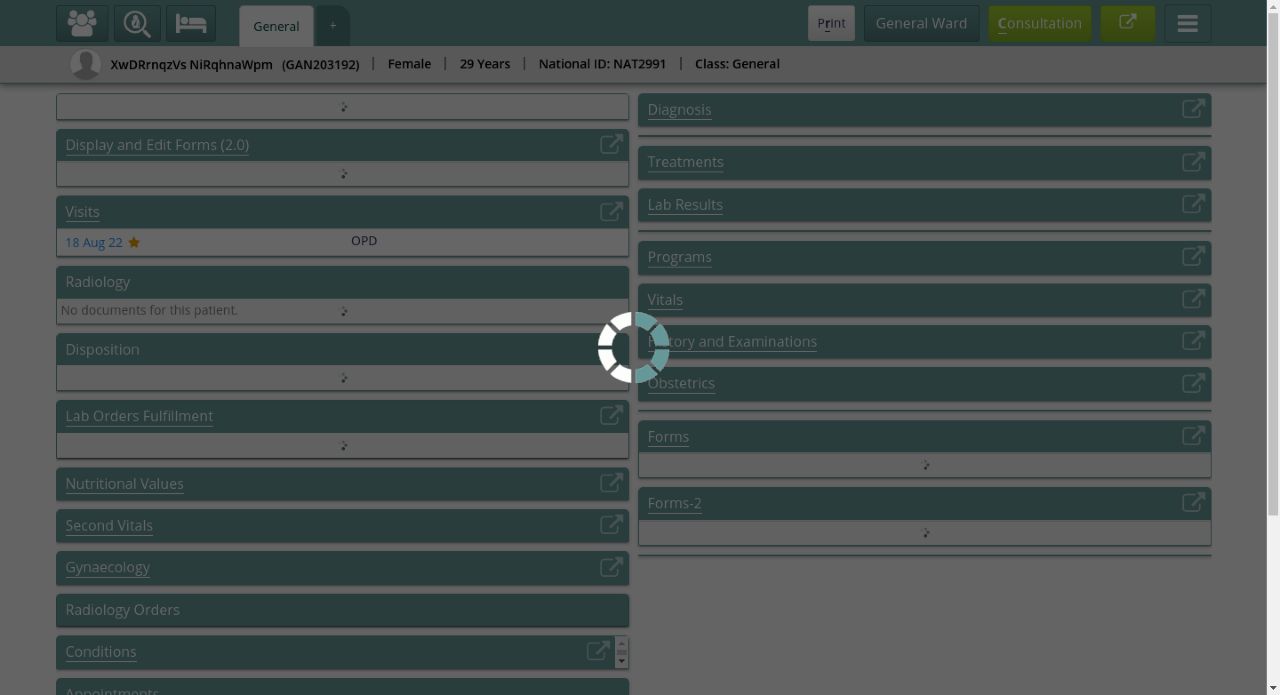 General
+
Print
General Ward
Consultation
XwDRrnqzVs NiRqhnaWpm (GAN203192) | Female | 29 Years | National ID: NAT2991 | Class: General
Display and Edit Forms (2.0)
Visits
18 Aug 22 OPD
Radiology
No documents for this patient.
Disposition
Lab Orders Fulfillment
Nutritional Values
Second Vitals
Gynaecology
Radiology Orders
Conditions
Appointments
Diagnosis
Treatments
Lab Results
Programs
Vitals
History and Examinations
Obstetrics
Forms
Forms-2